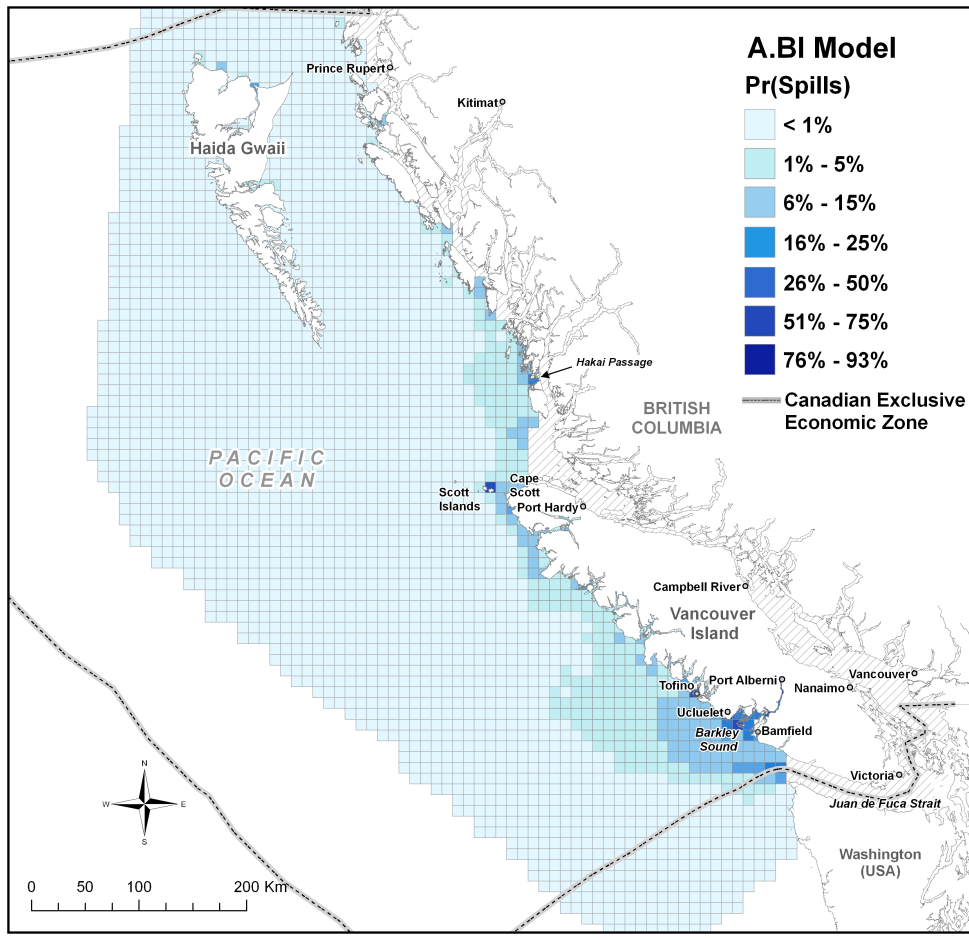 A.BI Model
Pr(Spills)
< 1%
1% - 5%
6% - 15%
16% - 25%
26% - 50%
51% - 75%
76% - 93%
Canadian Exclusive
Economic Zone
Prince Rupert
Kitimat
Haida Gwaii
Hakai Passage
BRITISH
COLUMBIA
PACIFIC
OCEAN
Scott
Islands
Cape
Scott
Port Hardy
Campbell River
Vancouver
Island
Port Alberni
Vancouver
Tofino
Nanaimo
Ucluelet
Barkley
Sound
Bamfield
Victoria
Juan de Fuca Strait
Washington
(USA)
N
W
E
S
0 50 100 200 Km